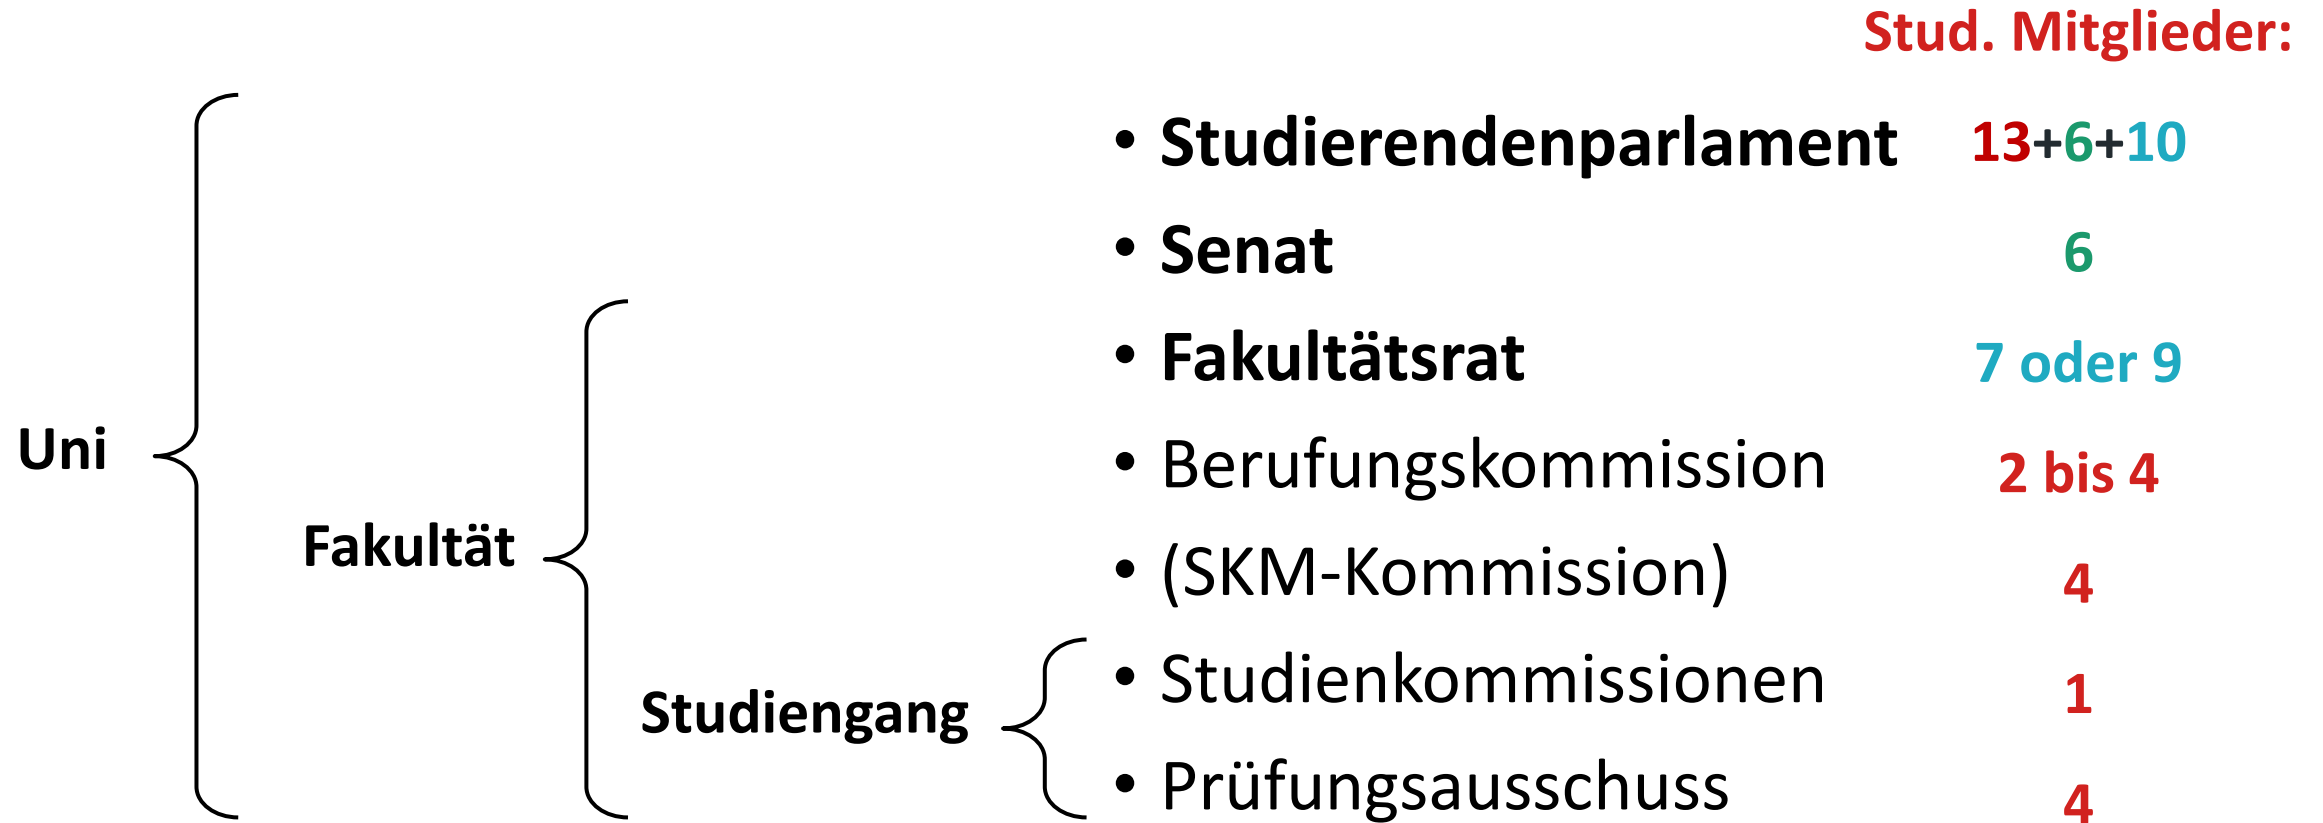 Stud. Mitglieder:
• Studierendenparlament 13+6+10
• Senat 6
• Fakultätsrat 7 oder 9
Uni
• Berufungskommission 2 bis 4
Fakultät
• (SKM-Kommission) 4
• Studienkommissionen 1
Studiengang
• Prüfungsausschuss 4